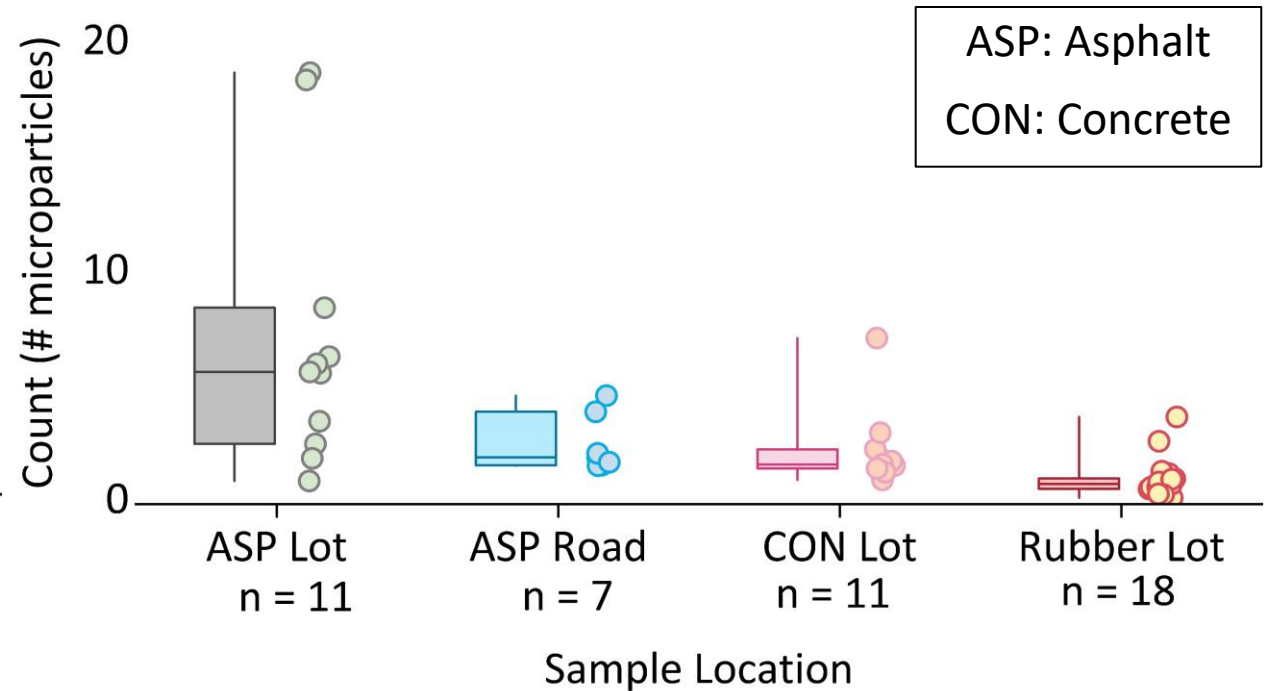 Count (# microparticles)
20
10
0
ASP: Asphalt
CON: Concrete
ASP Lot
n = 11
ASP Road
n = 7
CON Lot
n = 11
Rubber Lot
n = 18
Sample Location